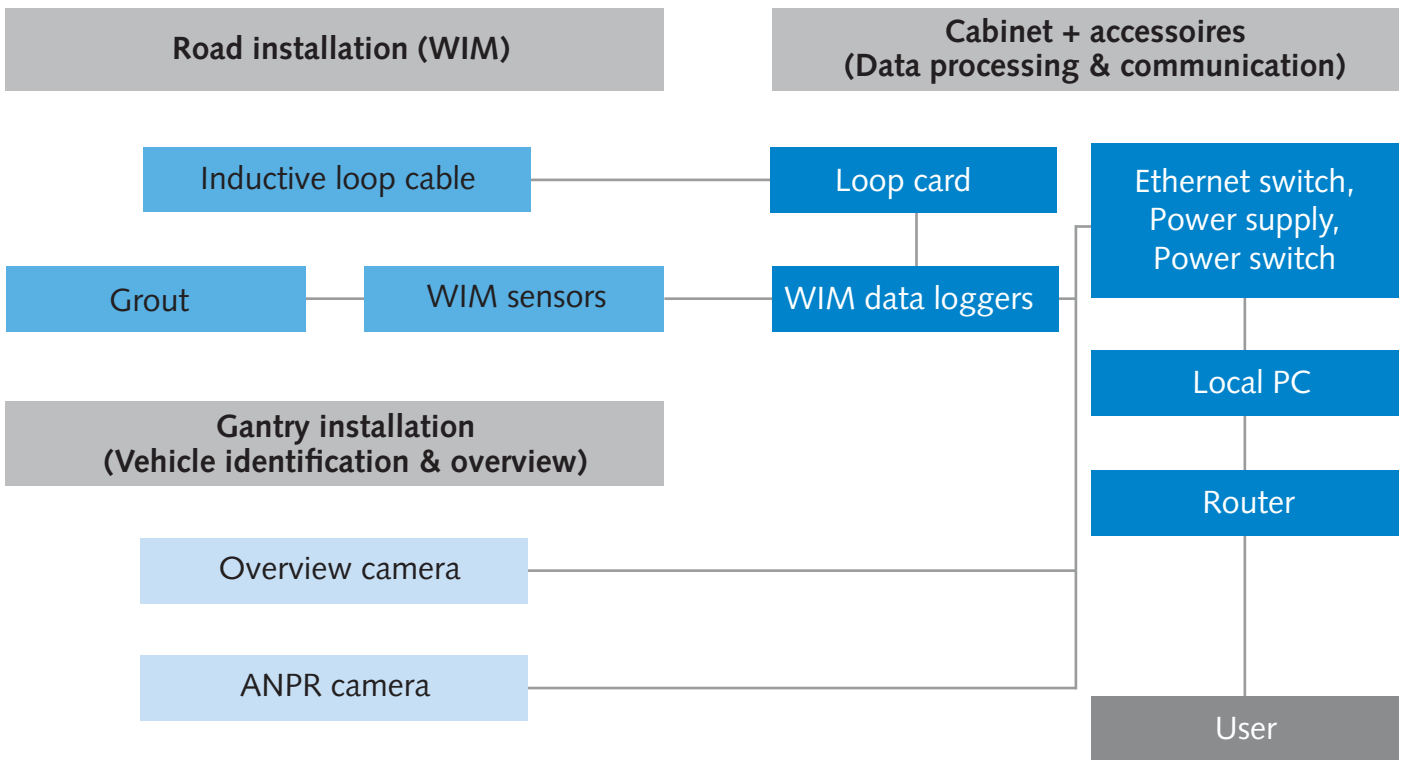 Road installation (WIM)
Cabinet + accessoires
(Data processing & communication)
Inductive loop cable
Loop card
Ethernet switch,
Power supply,
Power switch
Grout
WIM sensors
WIM data loggers
Local PC
Gantry installation
(Vehicle identification & overview)
Router
Overview camera
ANPR camera
User